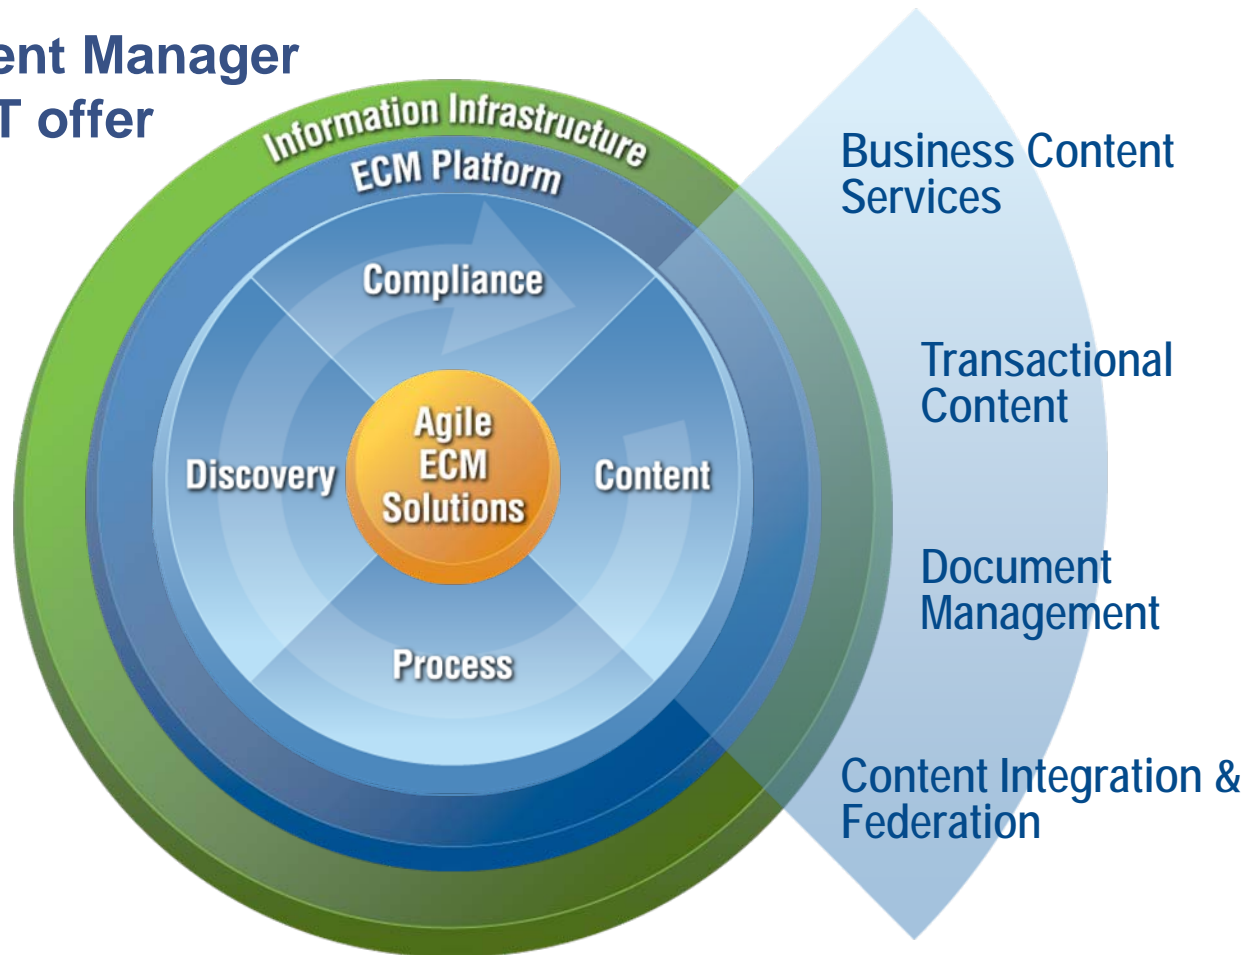 ent Manager
T offer
Information Infrastructure
ECM Platform
Compliance
Discovery
Agile
ECM
Solutions
Content
Process
Business Content
Services
Transactional
Content
Document
Management
Content Integration &
Federation